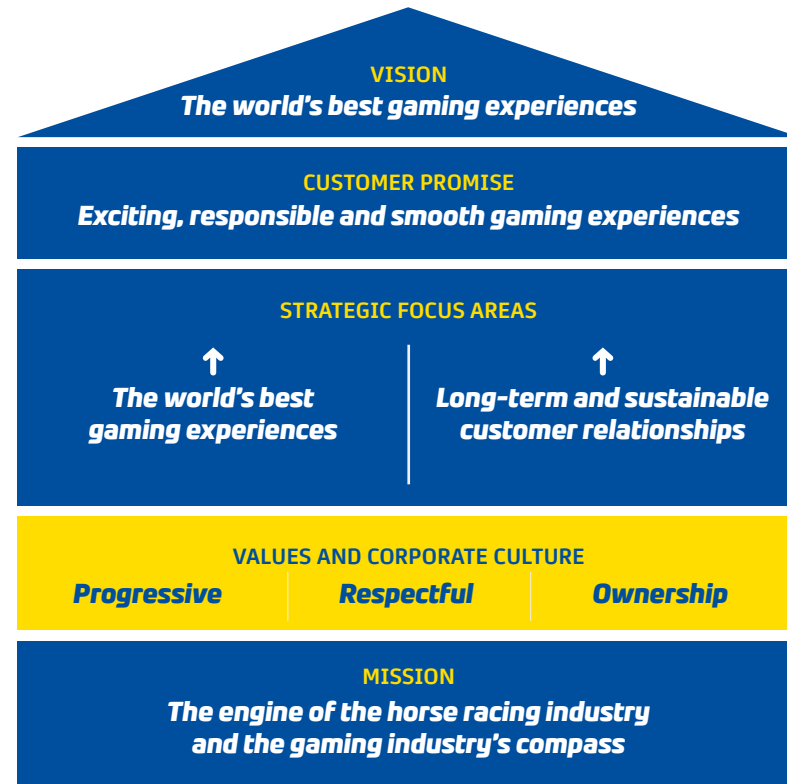 VISION
The world's best gaming experiences
CUSTOMER PROMISE
Exciting, responsible and smooth gaming experiences
STRATEGIC FOCUS AREAS
The world's best
gaming experiences
Long-term and sustainable
customer relationships
VALUES AND CORPORATE CULTURE
Progressive
Respectful
Ownership
MISSION
The engine of the horse racing industry
and the gaming industry's compass